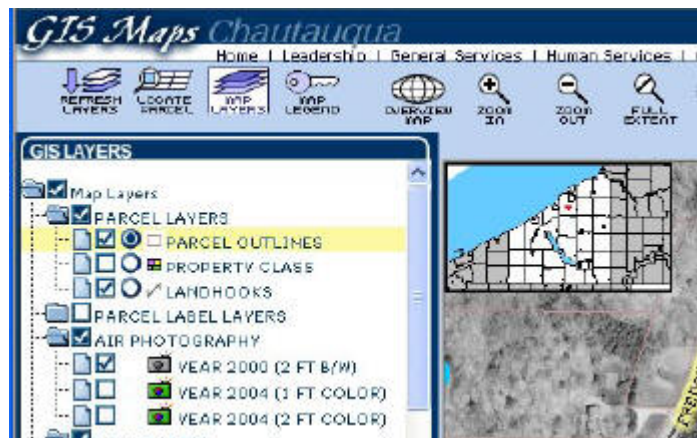 GIS Maps Chautauqua
Home | Leadership | General Services | Human Services |
REFRESH LAYERS
LOCATE PARCEL
MAP LAYERS
MAP LEGEND
OVERVIEW MAP
ZOOM IN
ZOOM OUT
FULL EXTENT
GIS LAYERS
Map Layers
PARCEL LAYERS
PARCEL OUTLINES
PROPERTY CLASS
LANDHOOKS
PARCEL LABEL LAYERS
AIR PHOTOGRAPHY
YEAR 2000 (2 FT B/W)
YEAR 2004 (1 FT COLOR)
YEAR 2004 (2 FT COLOR)